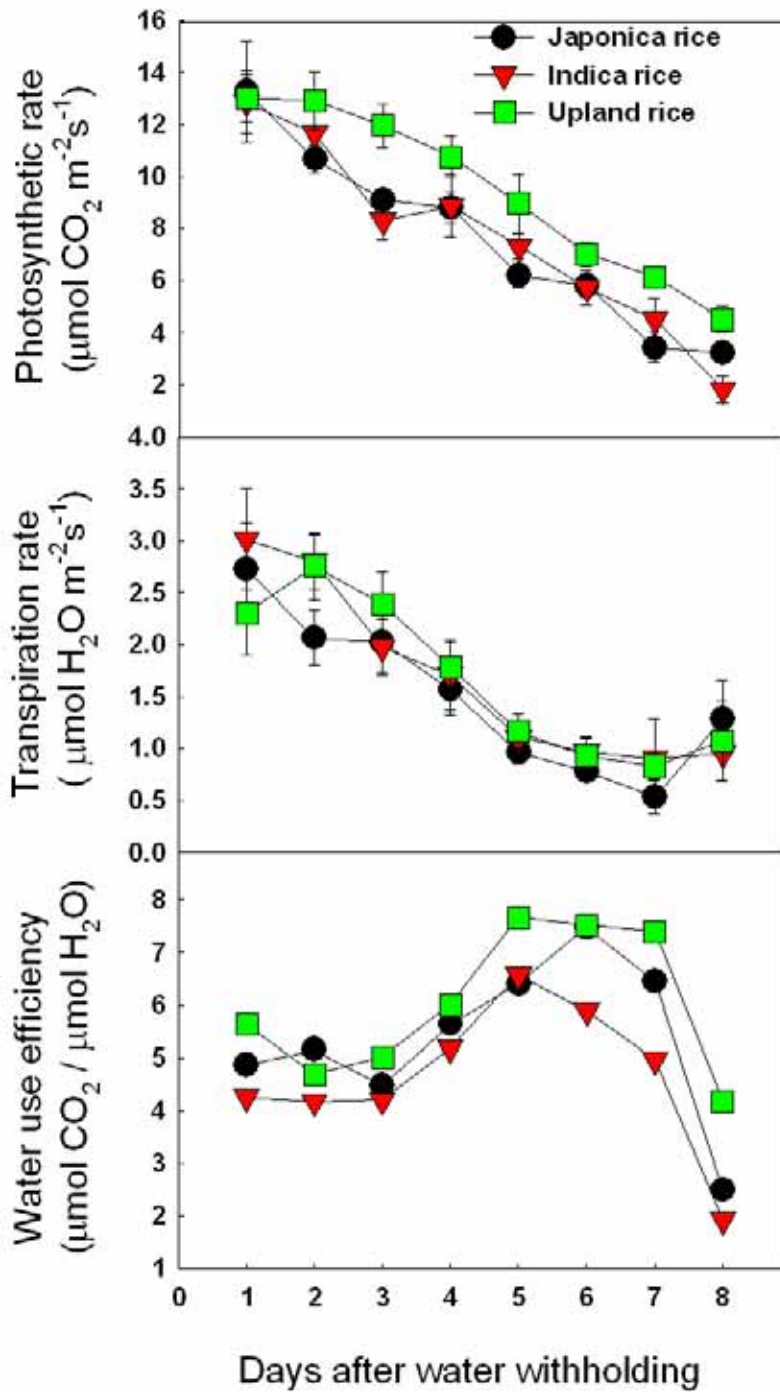 16
14
12
10
8
6
4
2
Photosynthetic rate
(μmol CO₂ m⁻²s⁻¹)
Japonica rice
Indica rice
Upland rice
4.0
3.5
3.0
2.5
2.0
1.5
1.0
0.5
0.0
Transpiration rate
( μmol H₂O m⁻²s⁻¹)
8
7
6
5
4
3
2
1
Water use efficiency
(μmol CO₂ / μmol H₂O)
0 1 2 3 4 5 6 7 8
Days after water withholding